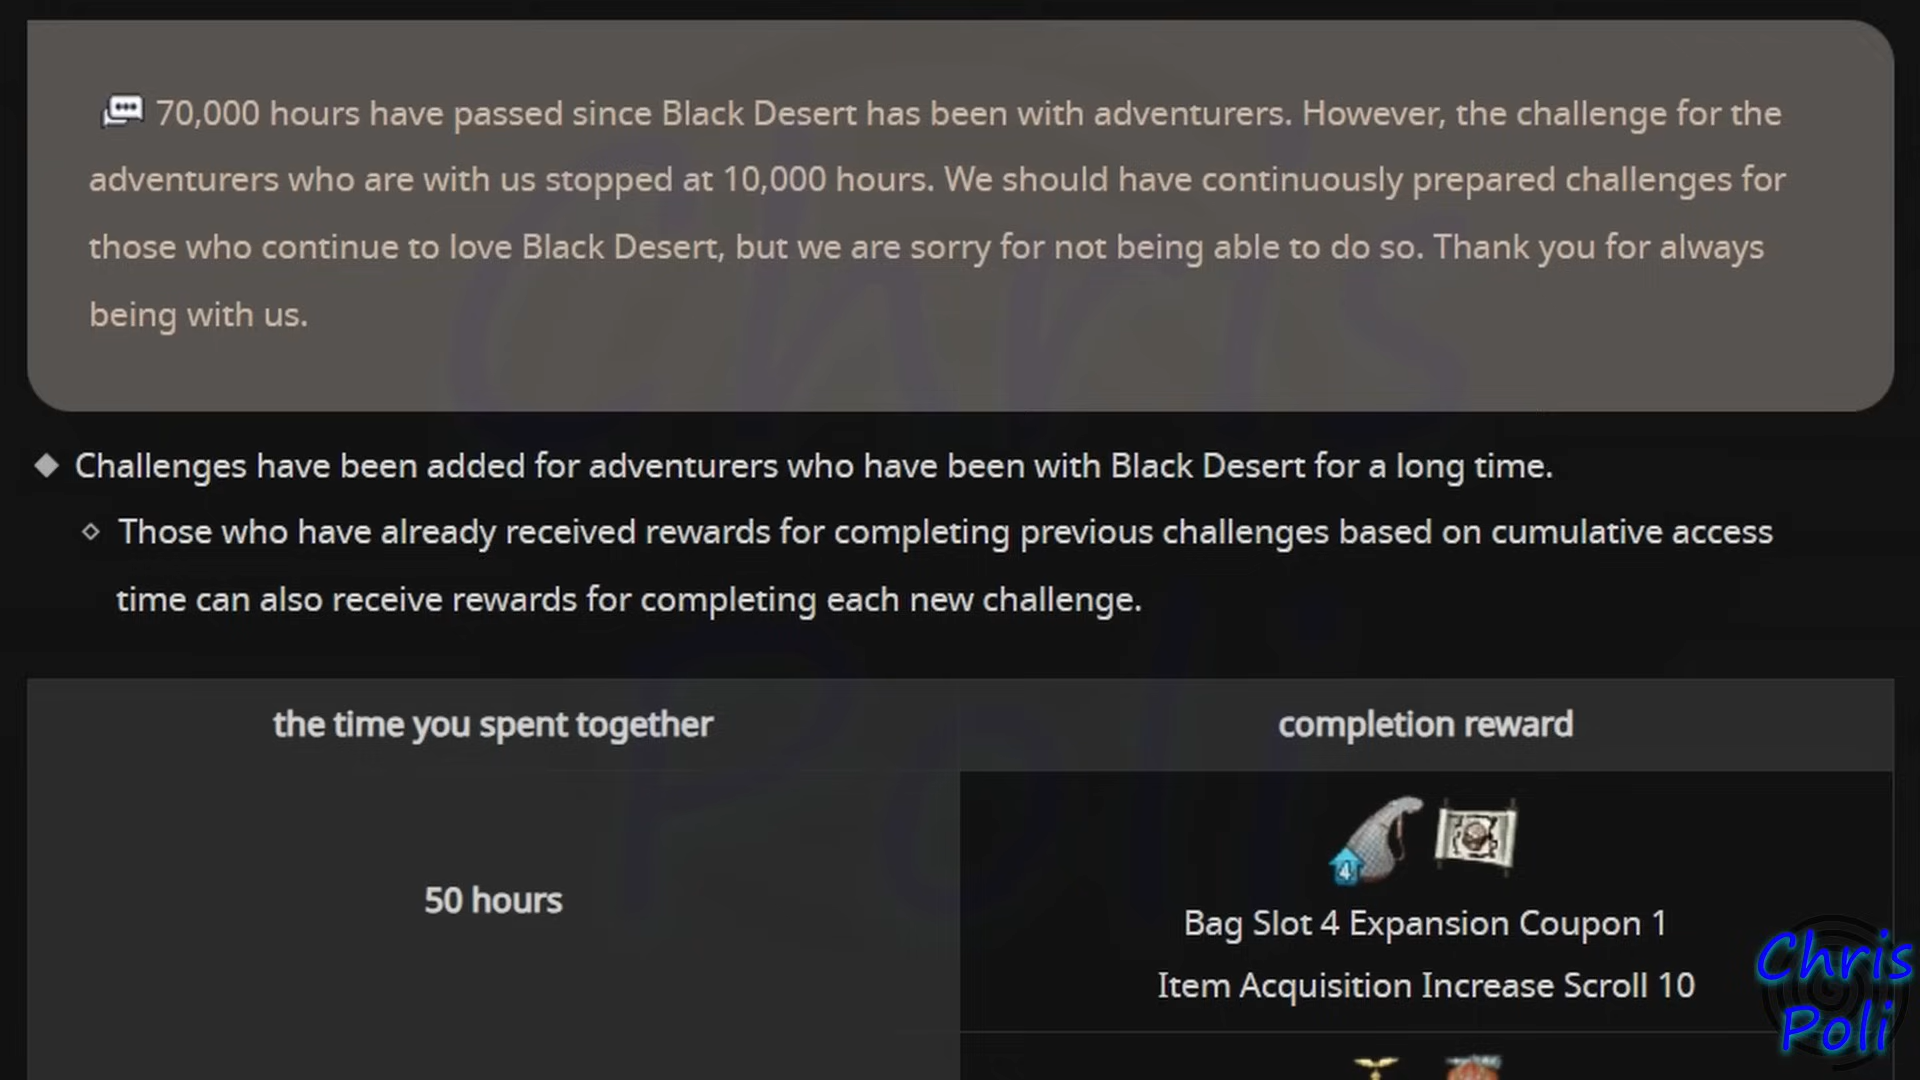 70,000 hours have passed since Black Desert has been with adventurers. However, the challenge for the
adventurers who are with us stopped at 10,000 hours. We should have continuously prepared challenges for
those who continue to love Black Desert, but we are sorry for not being able to do so. Thank you for always
being with us.
Challenges have been added for adventurers who have been with Black Desert for a long time.
Those who have already received rewards for completing previous challenges based on cumulative access
time can also receive rewards for completing each new challenge.
the time you spent together
completion reward
4
50 hours
Bag Slot 4 Expansion Coupon 1
Item Acquisition Increase Scroll 10
Chris
Poli
Chris
Poli